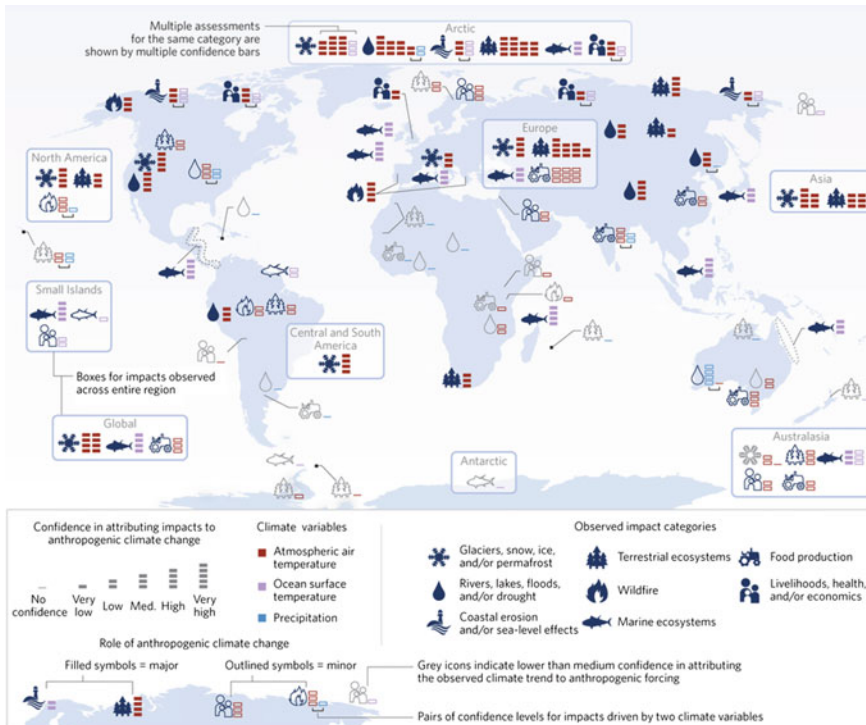 Multiple assessments
for the same category are
shown by multiple confidence bars
Arctic
North America
Europe
Asia
Small Islands
Central and South
America
Boxes for impacts observed
across entire region
Global
Antarctic
Australasia
Confidence in attributing impacts to
anthropogenic climate change
No
confidence
Very
low
Low
Med.
High
Very
high
Climate variables
Atmospheric air
temperature
Ocean surface
temperature
Precipitation
Observed impact categories
Glaciers, snow, ice,
and/or permafrost
Rivers, lakes, floods,
and/or drought
Coastal erosion
and/or sea-level effects
Terrestrial ecosystems
Wildfire
Marine ecosystems
Food production
Livelihoods, health,
and/or economics
Role of anthropogenic climate change
Filled symbols = major
Outlined symbols = minor
Grey icons indicate lower than medium confidence in attributing
the observed climate trend to anthropogenic forcing
Pairs of confidence levels for impacts driven by two climate variables